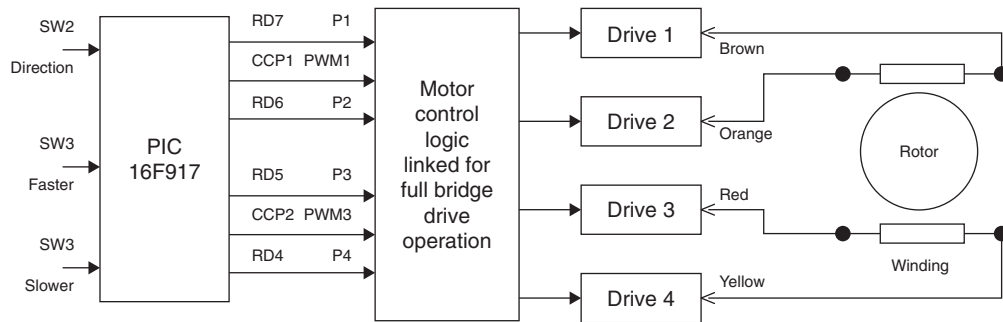 SW2
Direction
SW3
Faster
SW3
Slower
PIC
16F917
RD7 P1
CCP1 PWM1
RD6 P2
RD5 P3
CCP2 PWM3
RD4 P4
Motor
control
logic
linked for
full bridge
drive
operation
Drive 1
Brown
Drive 2
Orange
Drive 3
Red
Drive 4
Yellow
Rotor
Winding